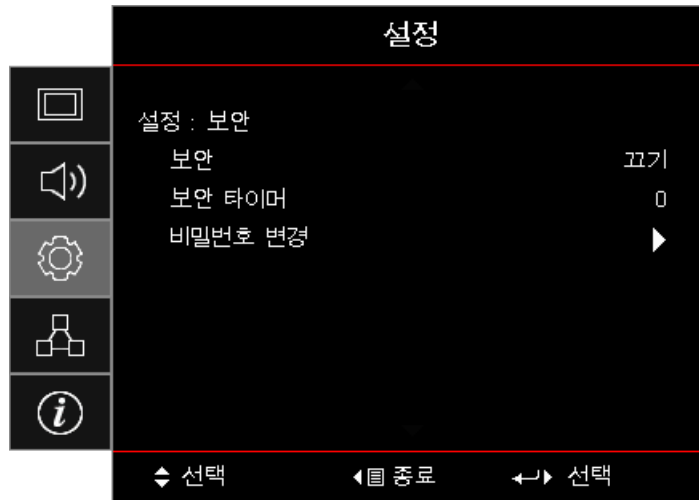 설정
설정 : 보안
보안 끄기
보안 타이머 0
비밀번호 변경
선택 종료 선택